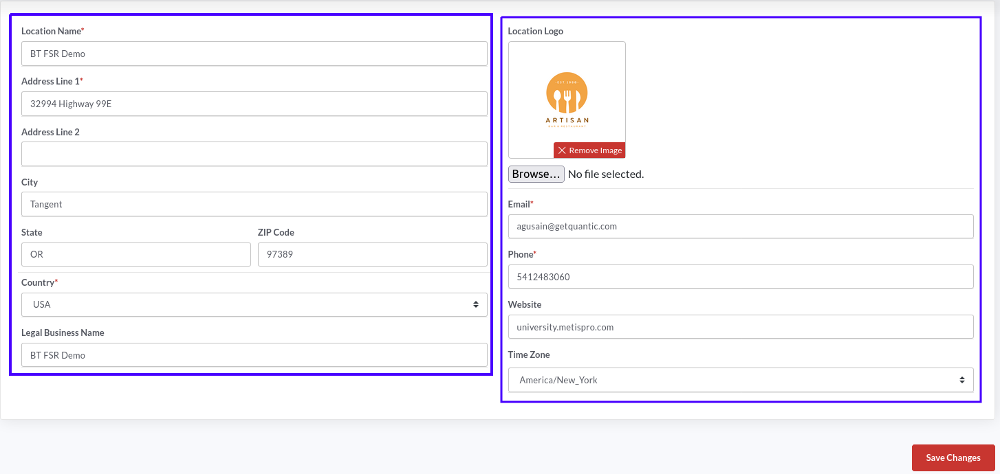 Location Name*
BT FSR Demo
Address Line 1*
32994 Highway 99E
Address Line 2
City
Tangent
State ZIP Code
OR 97389
Country*
USA
Legal Business Name
BT FSR Demo
Location Logo
ARTISAN
BAR & RESTAURANT
Remove Image
Browse... No file selected.
Email*
agusain@getquantic.com
Phone*
5412483060
Website
university.metispro.com
Time Zone
America/New_York
Save Changes